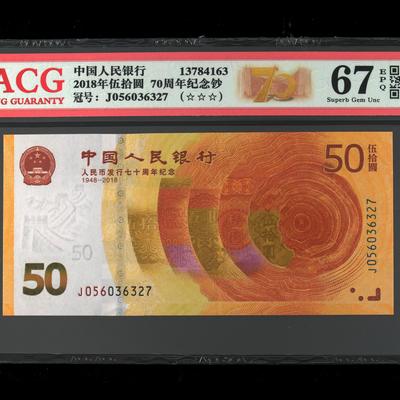 ACG
NG GUARANTY
中国人民银行 13784163
2018年伍拾圆 70周年纪念钞
冠号：J056036327 (☆☆☆)
70
67
EPQ
Superb Gem Unc
中国人民银行
人民币发行七十周年纪念
1948-2018
50 伍拾圆
50
50
J056036327
J056036327